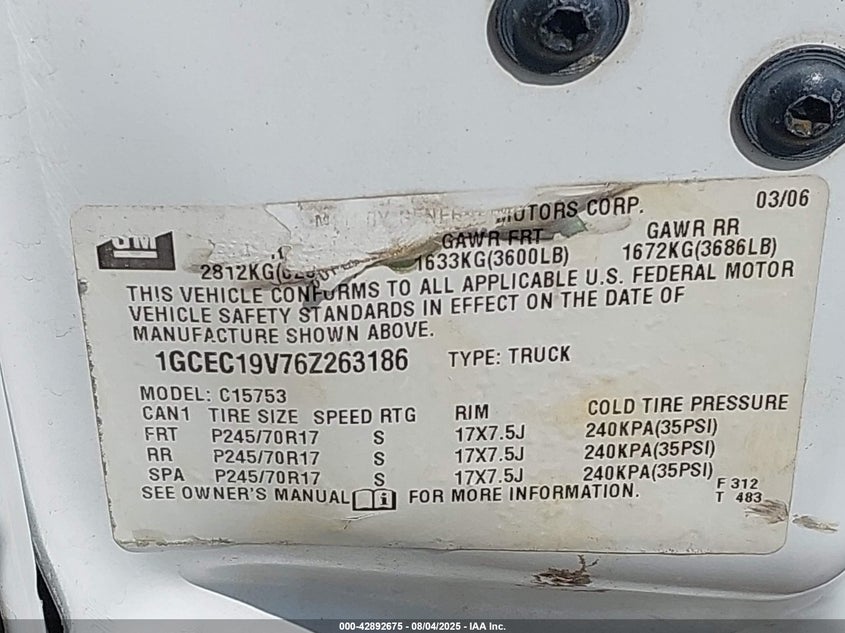 MOTORS CORP. 03/06
GM
GAWR FRT GAWR RR
2812KG( 1633KG(3600LB) 1672KG(3686LB)
THIS VEHICLE CONFORMS TO ALL APPLICABLE U.S. FEDERAL MOTOR
VEHICLE SAFETY STANDARDS IN EFFECT ON THE DATE OF
MANUFACTURE SHOWN ABOVE.
1GCEC19V76Z263186 TYPE: TRUCK
MODEL: C15753
CAN1 TIRE SIZE SPEED RTG RIM COLD TIRE PRESSURE
FRT P245/70R17 S 17X7.5J 240KPA(35PSI)
RR P245/70R17 S 17X7.5J 240KPA(35PSI)
SPA P245/70R17 S 17X7.5J 240KPA(35PSI)
SEE OWNER'S MANUAL FOR MORE INFORMATION.
F 312
T 483
000-42892675 - 08/04/2025 - IAA Inc.